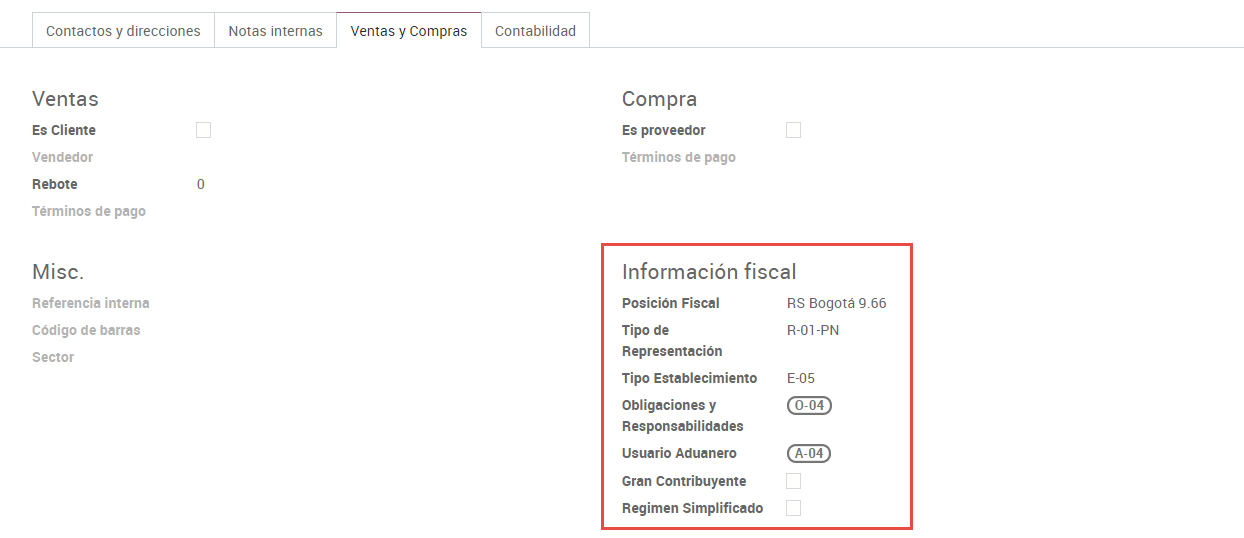 Contactos y direcciones
Notas internas
Ventas y Compras
Contabilidad
Ventas
Es Cliente
Vendedor
Rebote 0
Términos de pago
Compra
Es proveedor
Términos de pago
Misc.
Referencia interna
Código de barras
Sector
Información fiscal
Posición Fiscal RS Bogotá 9.66
Tipo de R-01-PN
Representación
Tipo Establecimiento E-05
Obligaciones y O-04
Responsabilidades
Usuario Aduanero A-04
Gran Contribuyente
Regimen Simplificado